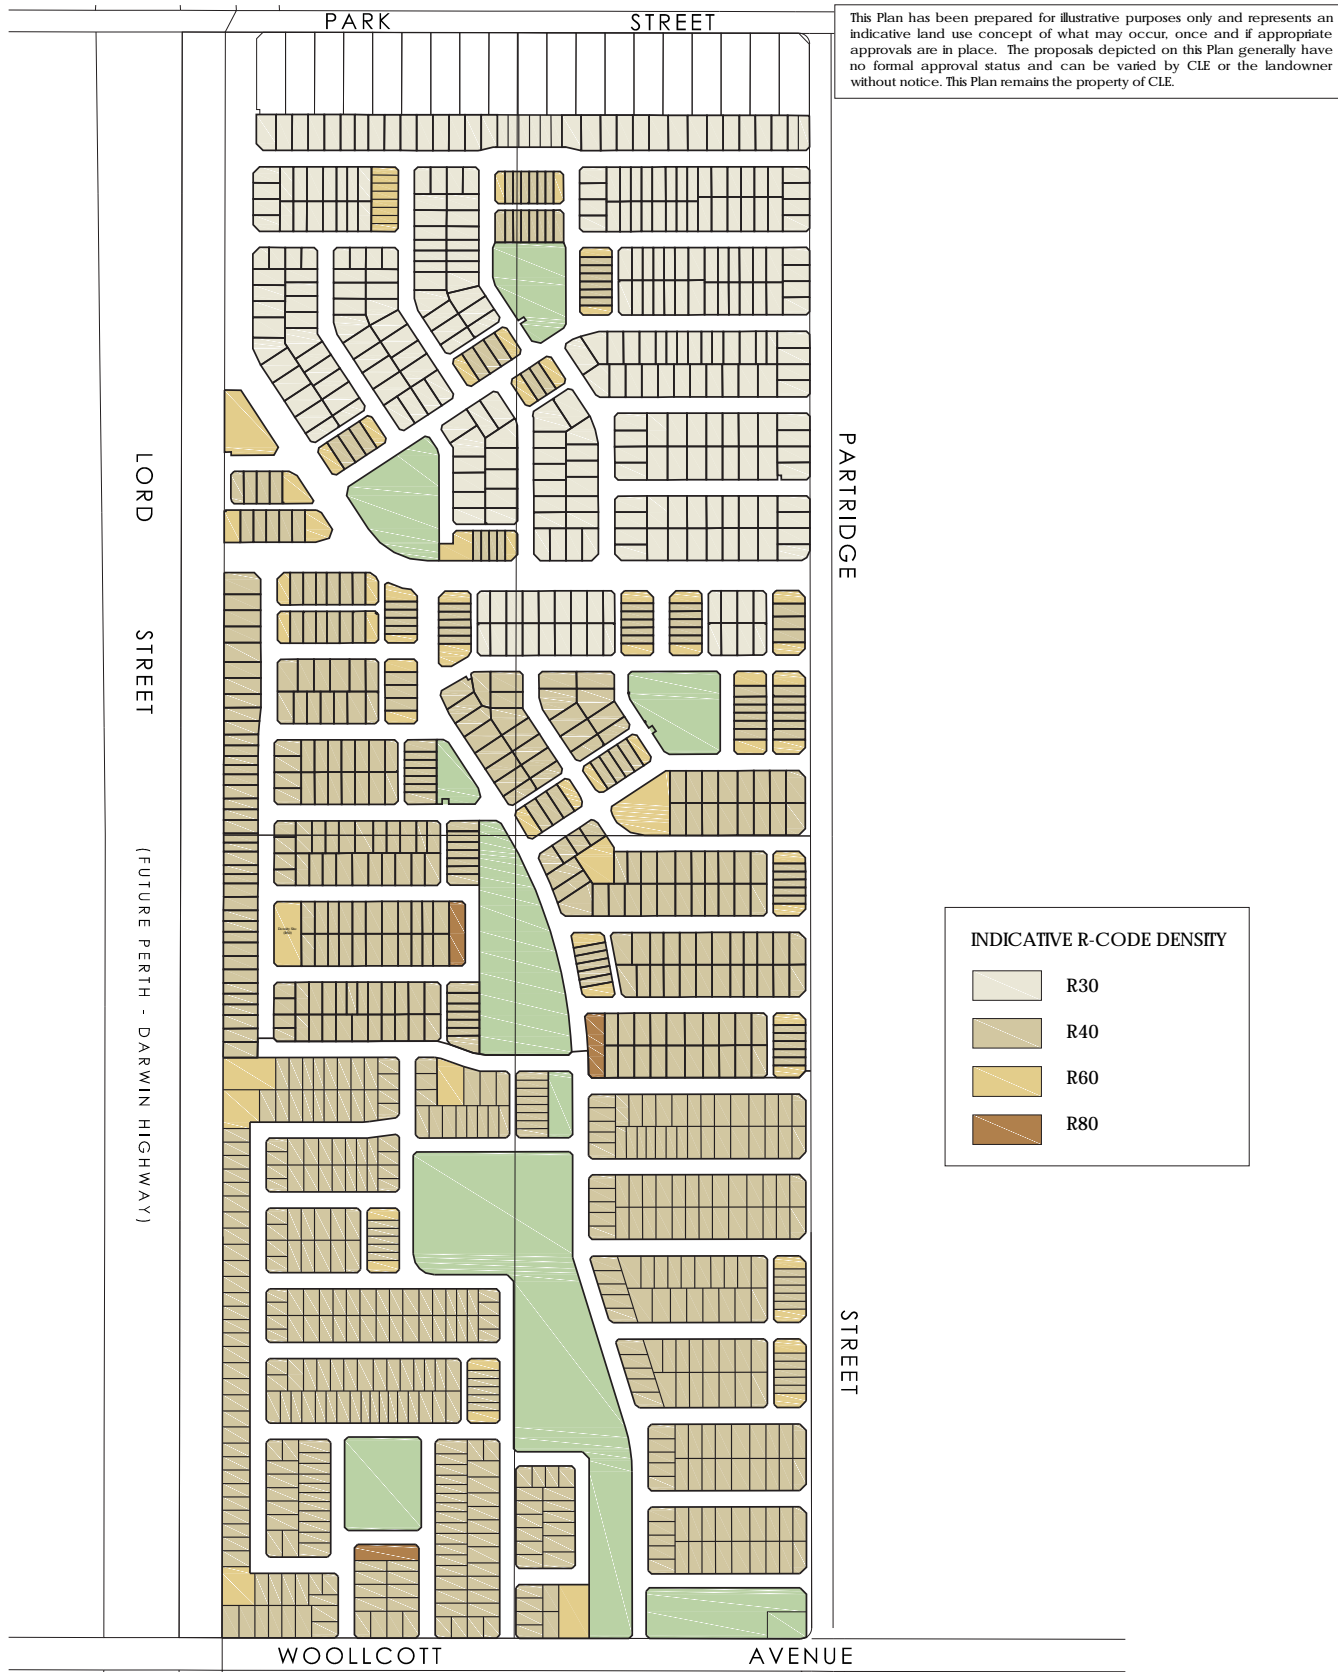 PARK STREET
This Plan has been prepared for illustrative purposes only and represents an
indicative land use concept of what may occur, once and if appropriate
approvals are in place. The proposals depicted on this Plan generally have
no formal approval status and can be varied by CLE or the landowner
without notice. This Plan remains the property of CLE.
LORD STREET
(FUTURE PERTH - DARWIN HIGHWAY)
PARTRIDGE STREET
INDICATIVE R-CODE DENSITY
R30
R40
R60
R80
WOOLLCOTT AVENUE